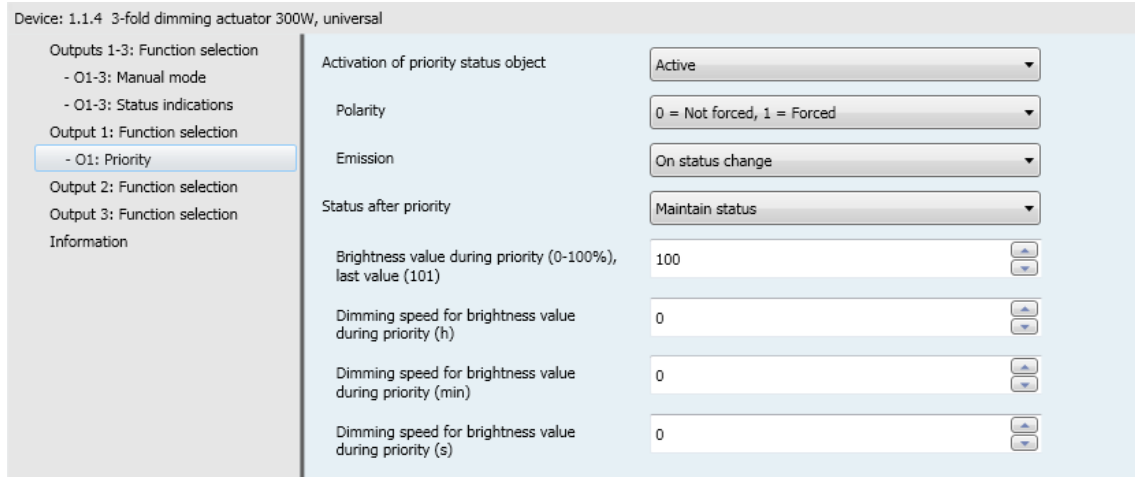 Device: 1.1.4  3-fold dimming actuator 300W, universal
Outputs 1-3: Function selection
- O1-3: Manual mode
- O1-3: Status indications
Output 1: Function selection
- O1: Priority
Output 2: Function selection
Output 3: Function selection
Information
Activation of priority status object
Active
Polarity
0 = Not forced, 1 = Forced
Emission
On status change
Status after priority
Maintain status
Brightness value during priority (0-100%),
last value (101)
100
Dimming speed for brightness value
during priority (h)
0
Dimming speed for brightness value
during priority (min)
0
Dimming speed for brightness value
during priority (s)
0